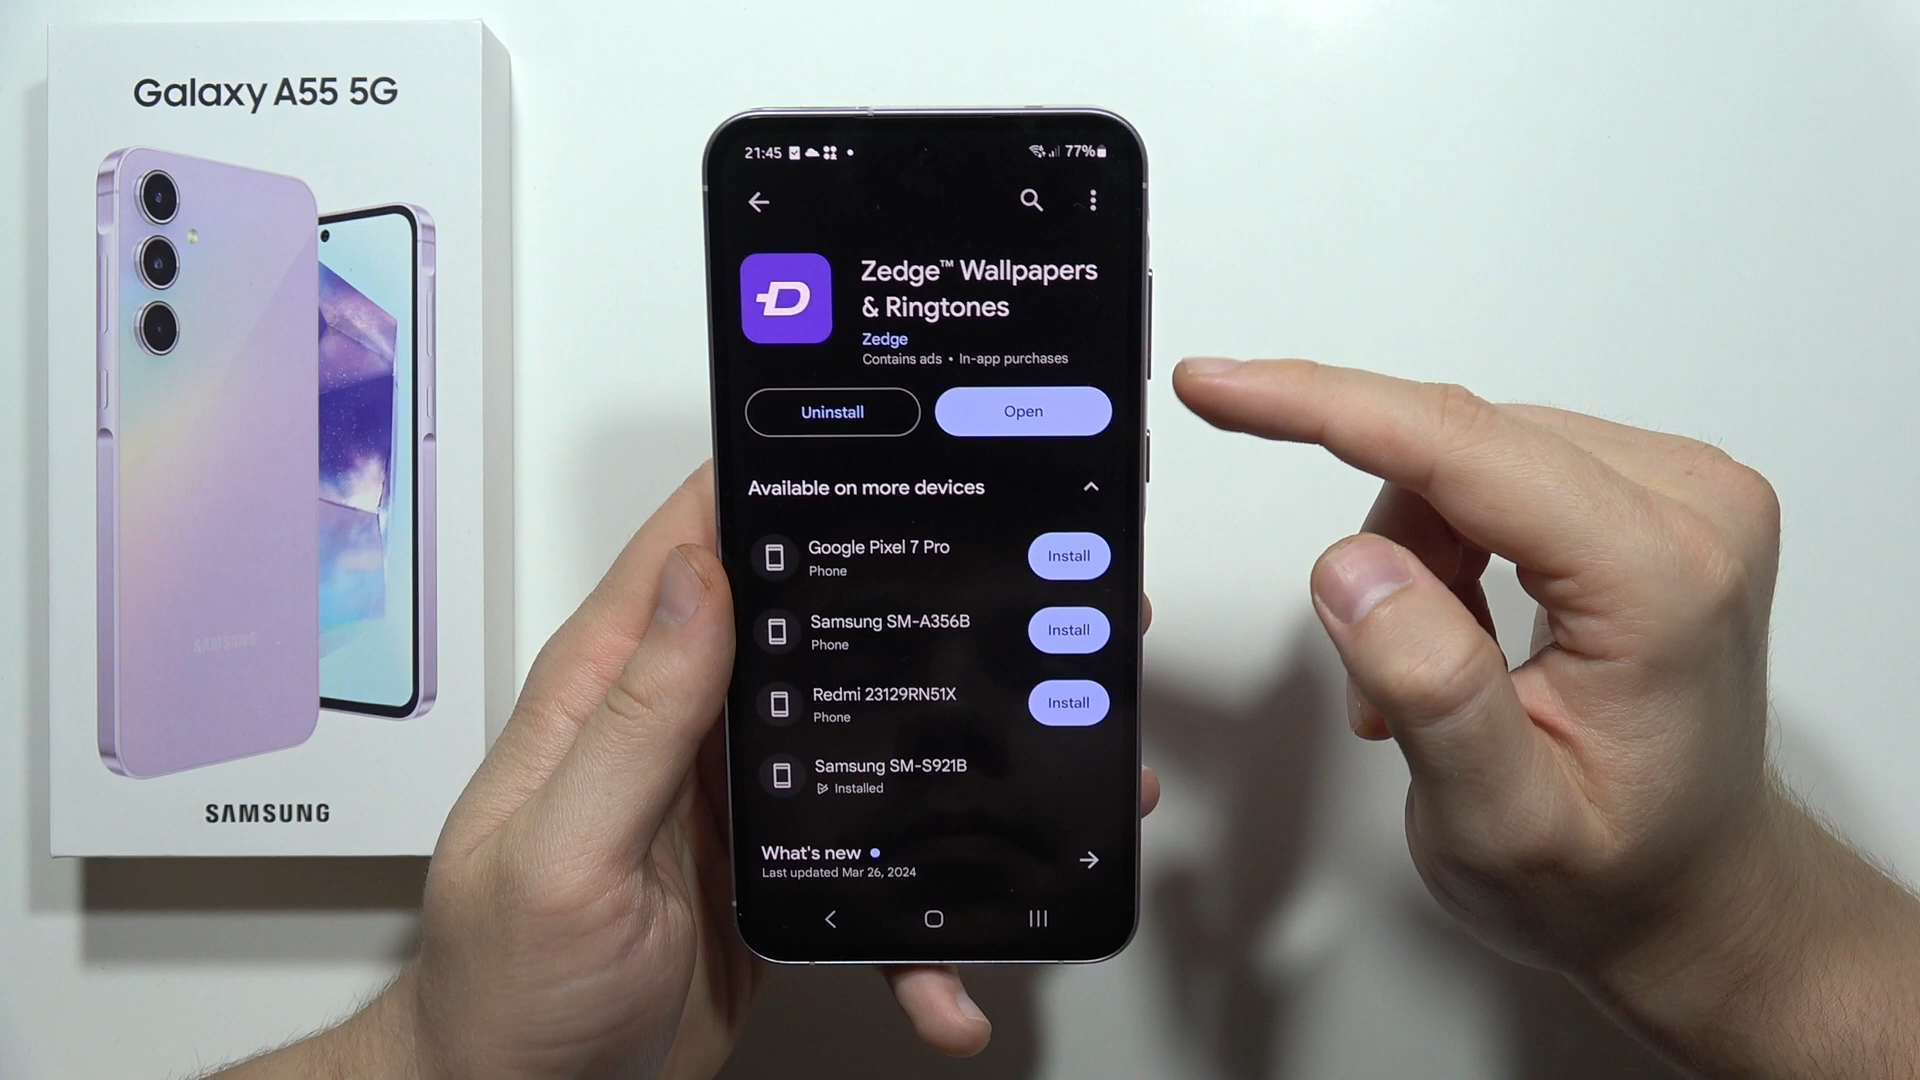 Galaxy A55 5G
SAMSUNG
SAMSUNG
21:45
77%
Zedge™ Wallpapers
& Ringtones
Zedge
Contains ads • In-app purchases
Uninstall
Open
Available on more devices
Google Pixel 7 Pro
Phone
Install
Samsung SM-A356B
Phone
Install
Redmi 23129RN51X
Phone
Install
Samsung SM-S921B
Installed
What's new
Last updated Mar 26, 2024